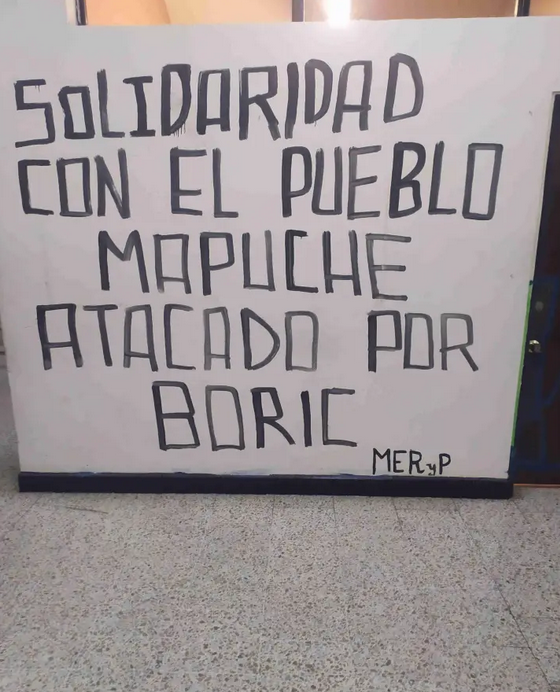 SOLIDARIDAD
CON EL PUEBLO
MAPUCHE
ATACADO POR
BORIC
MERyP